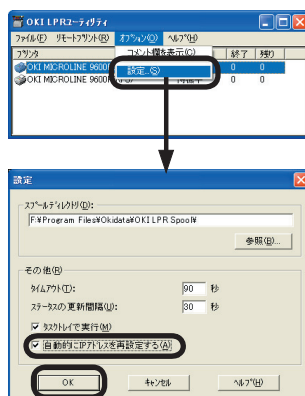 OKI LPRユーティリティ
ファイル(F) リモートプリント(R) オプション(O) ヘルプ(H)
プリンタ コメント欄を表示(C) 終了 残り
OKI MICROLINE 9600 設定...(S) 0 0
OKI MICROLINE 9600 0 0
設定
スプールディレクトリ(D):
F:¥Program Files¥Okidata¥OKI LPR Spool¥
参照(B)...
その他(R)
タイムアウト(T): 90 秒
ステータスの更新間隔(U): 30 秒
タスクトレイで実行(M)
自動的にIPアドレスを再設定する(A)
OK キャンセル ヘルプ(H)